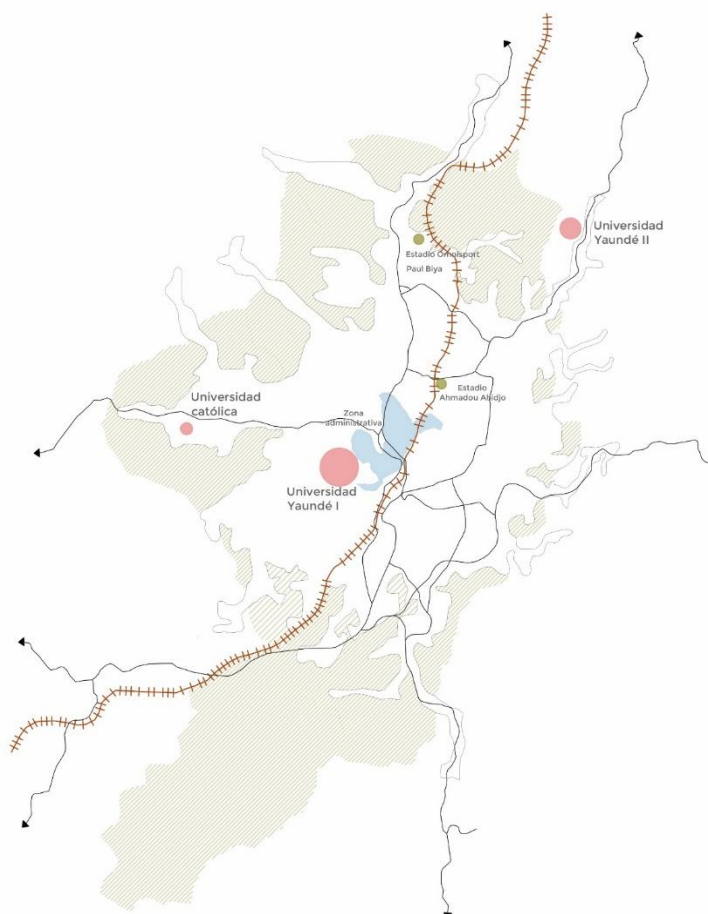 Universidad
Yaundé II
Estadio Omnisport
Paul Biya
Estadio
Ahmadou Ahidjo
Universidad
católica
Zona
administrativa
Universidad
Yaundé I